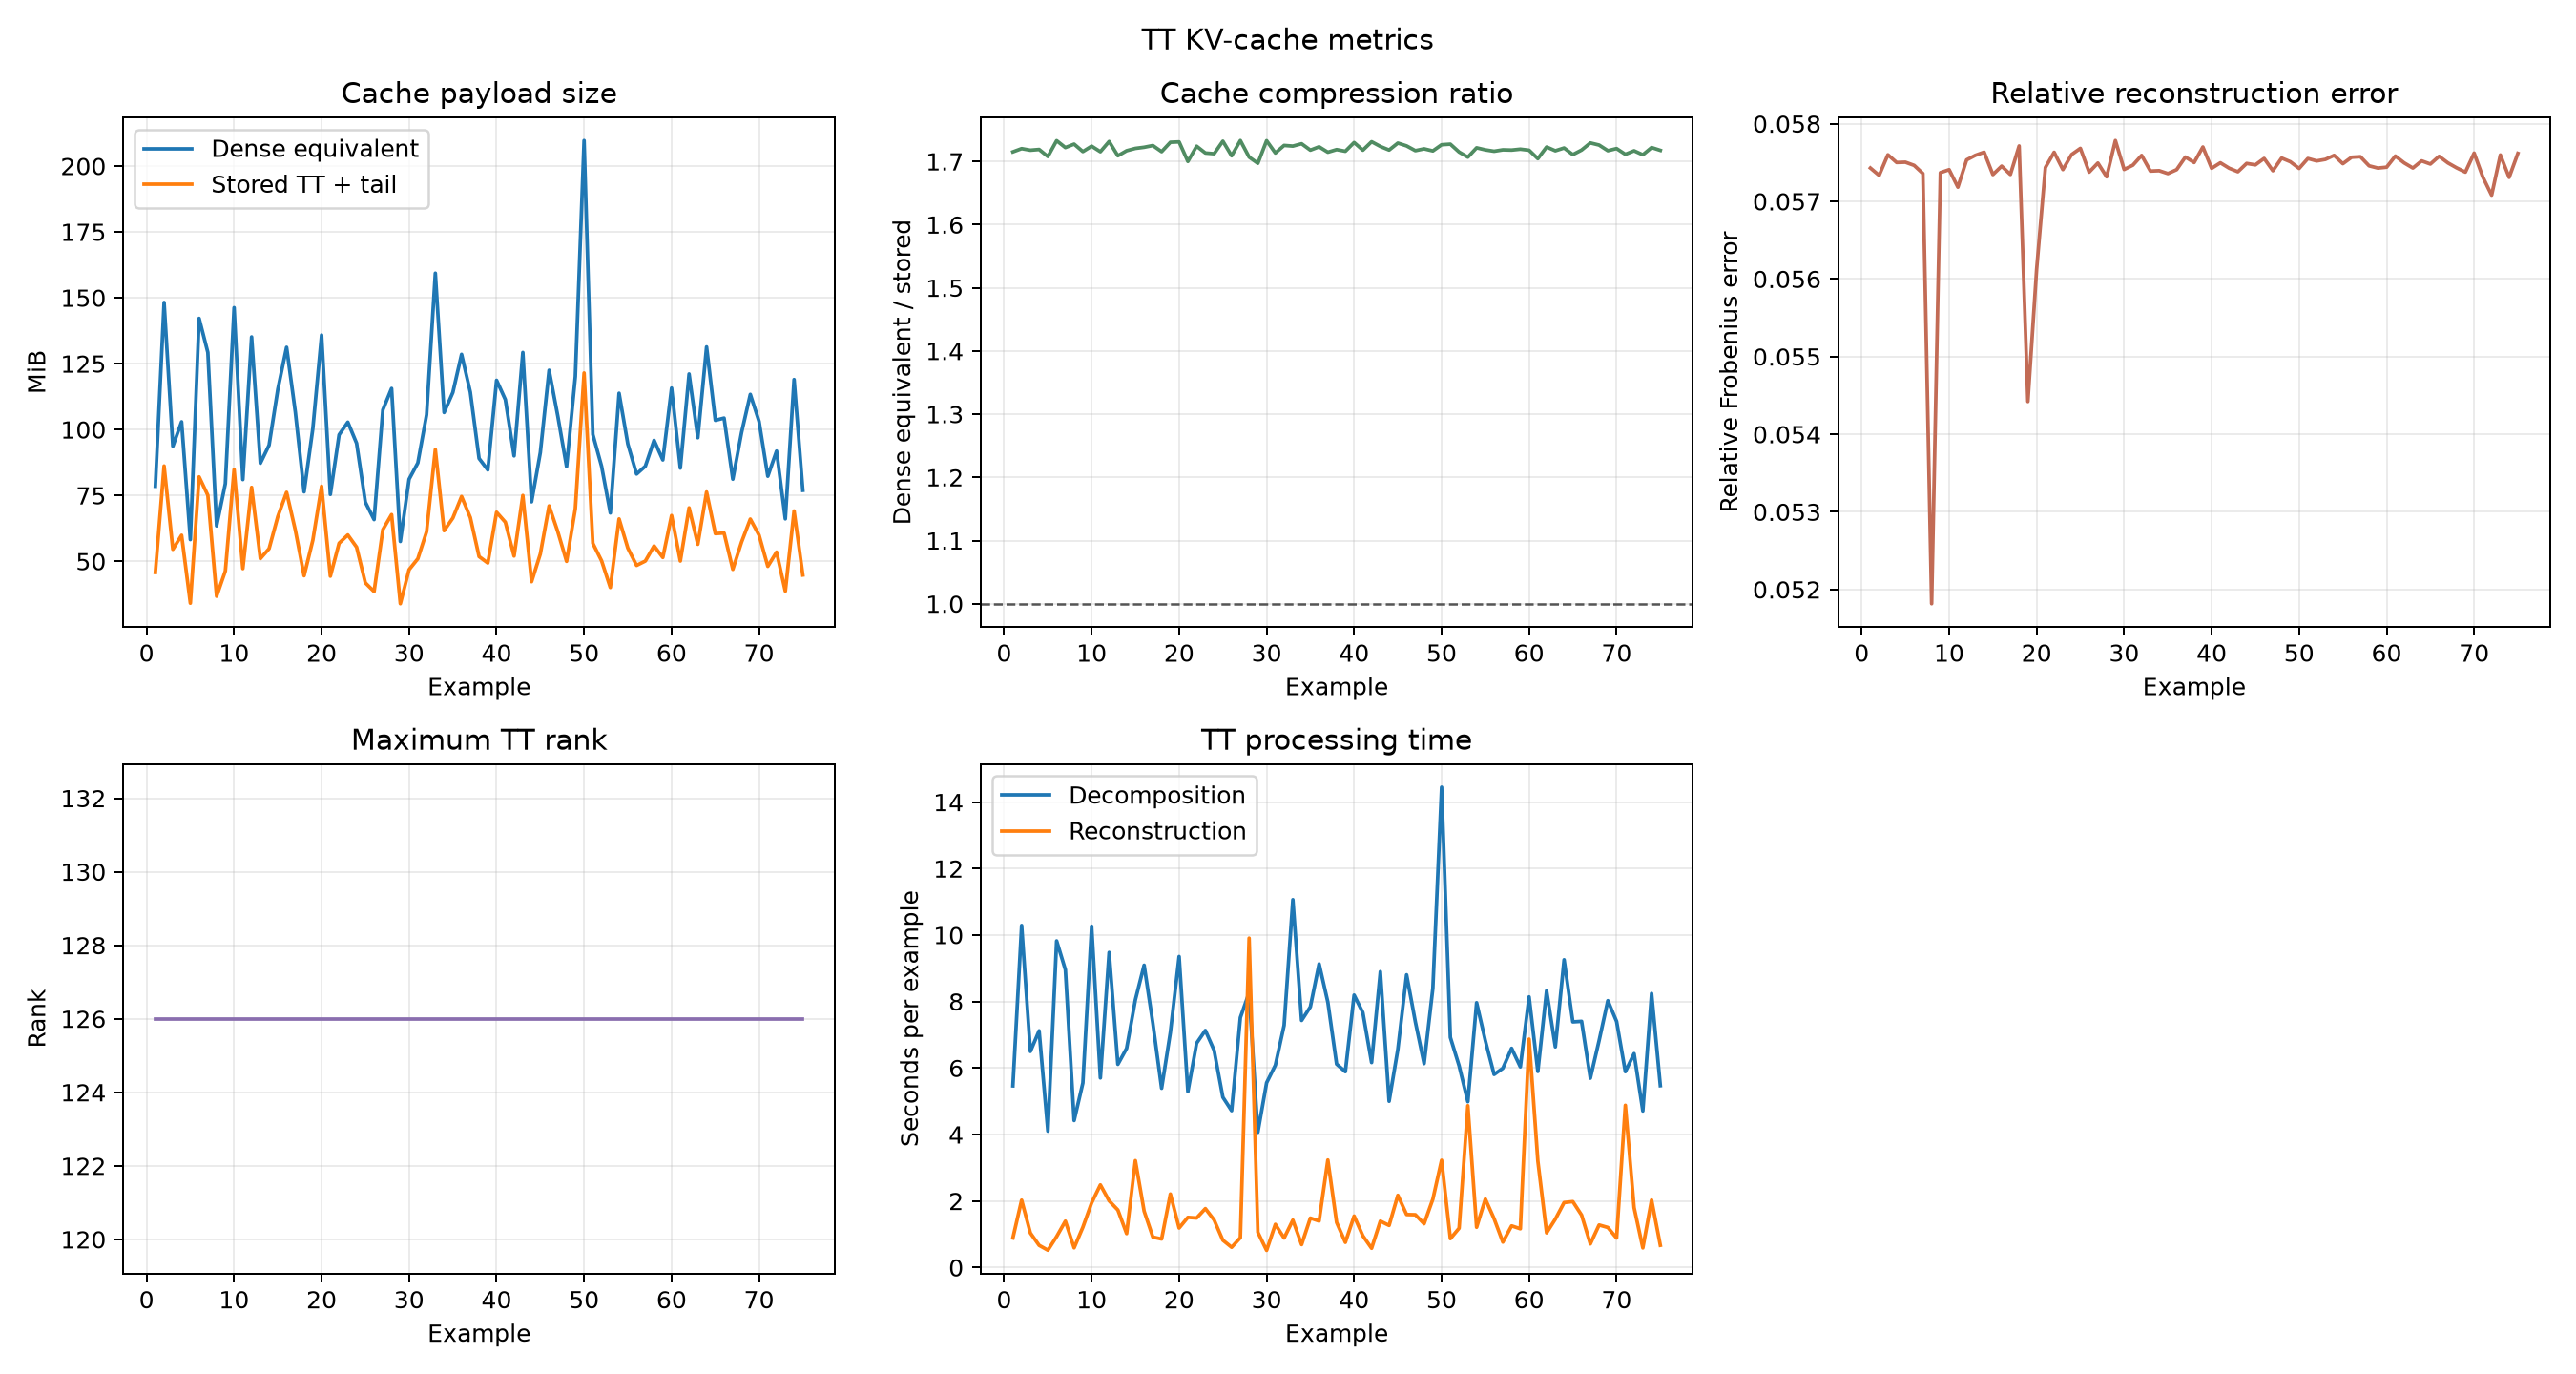 TT KV-cache metrics
Cache payload size
Dense equivalent
Stored TT + tail
MiB
200
175
150
125
100
75
50
0 10 20 30 40 50 60 70
Example
Cache compression ratio
Dense equivalent / stored
1.7
1.6
1.5
1.4
1.3
1.2
1.1
1.0
0 10 20 30 40 50 60 70
Example
Relative reconstruction error
Relative Frobenius error
0.058
0.057
0.056
0.055
0.054
0.053
0.052
0 10 20 30 40 50 60 70
Example
Maximum TT rank
Rank
132
130
128
126
124
122
120
0 10 20 30 40 50 60 70
Example
TT processing time
Decomposition
Reconstruction
Seconds per example
14
12
10
8
6
4
2
0
0 10 20 30 40 50 60 70
Example